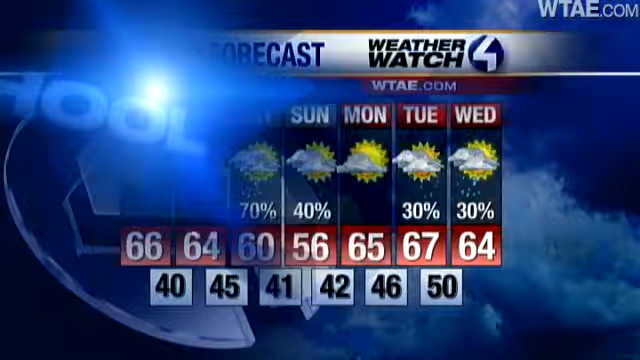 WTAE.COM
FORECAST WEATHER WATCH 4
WTAE.COM
HOOL
SUN MON TUE WED
70% 40% 30% 30%
66 64 60 56 65 67 64
40 45 41 42 46 50